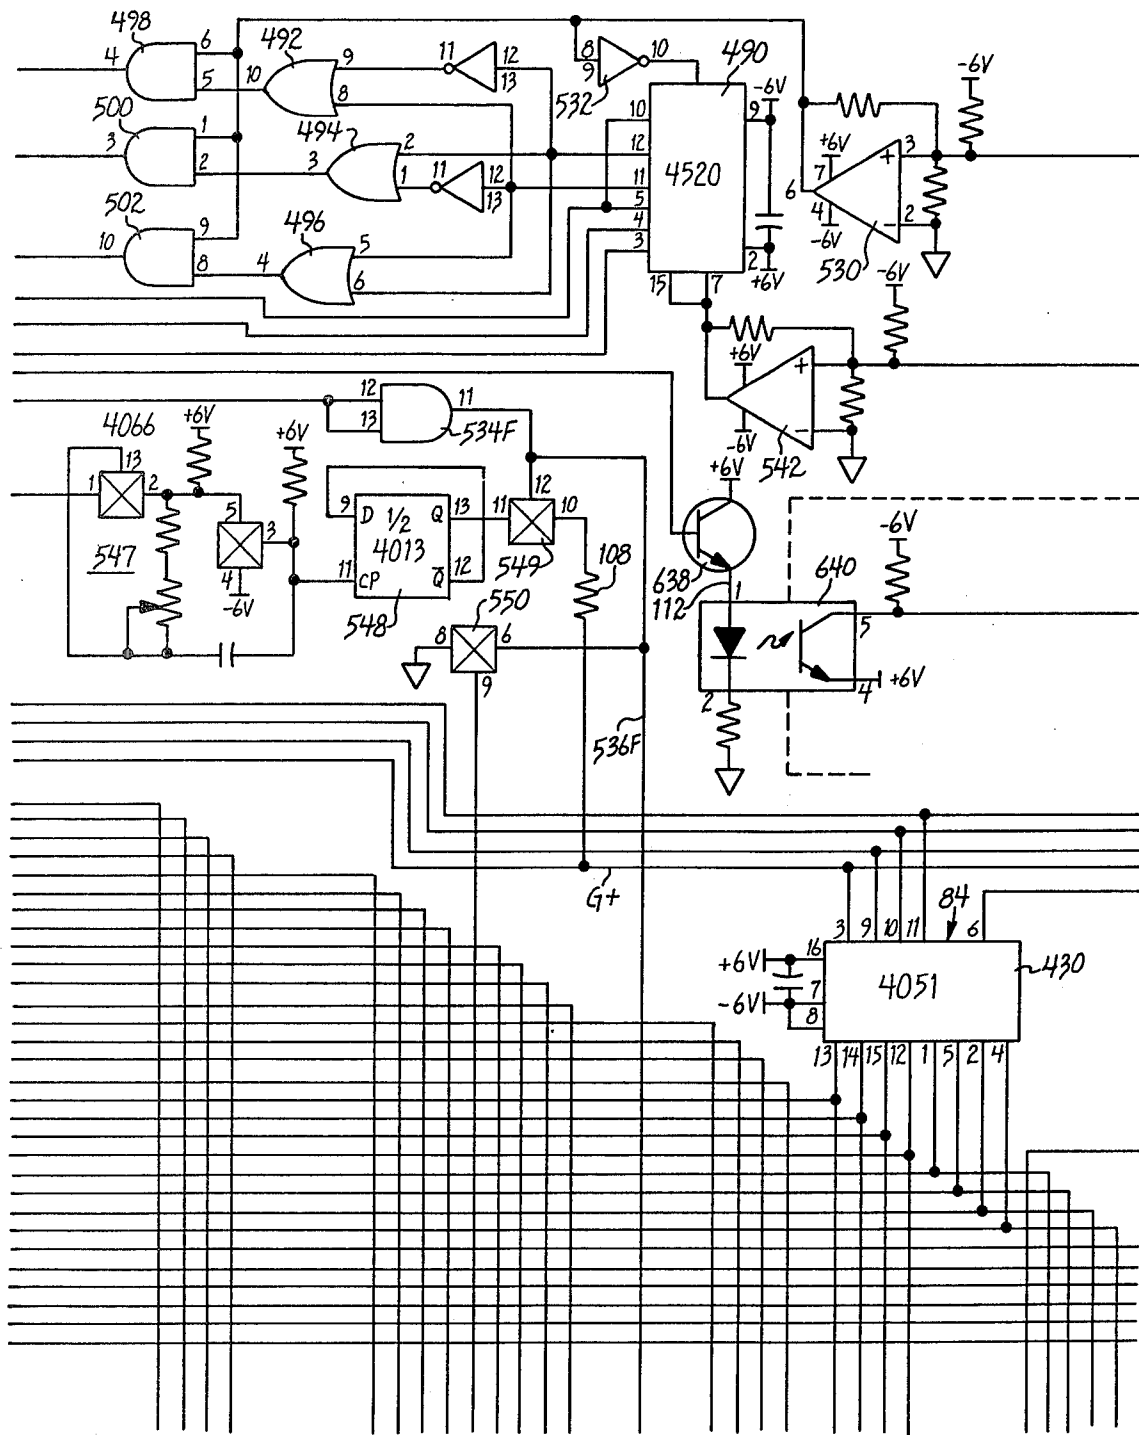 498
492
490
4 6 5
10 9 8
11 12 13
8 9 10
532
-6V
-6V
500
3 1 2
494
3 2 1
11 12 13
10 12 11 5 4 3
4520
9
2
+6V
15 7
+6V
7
6
4
-6V
3
2
530
502
10 9 8
496
4 5 6
-6V
+6V
-6V
542
+6V
12
13
11
534F
4066
+6V
+6V
1 13 2
5
3
4
-6V
547
9 D Q 13
1/2
4013
11 CP Q̅ 12
548
12
11 10
549
108
550
8 6
9
536F
638
112
1
2
640
-6V
5
4
+6V
G+
84
3 9 10 11 6
+6V
-6V
16
7
8
4051
430
13 14 15 12 1 5 2 4